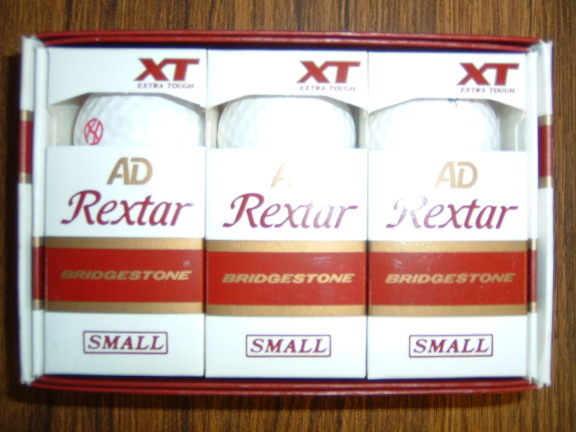 XT
EXTRA TOUGH
AD
Rextar
BRIDGESTONE
SMALL
XT
EXTRA TOUGH
AD
Rextar
BRIDGESTONE
SMALL
XT
EXTRA TOUGH
AD
Rextar
BRIDGESTONE
SMALL